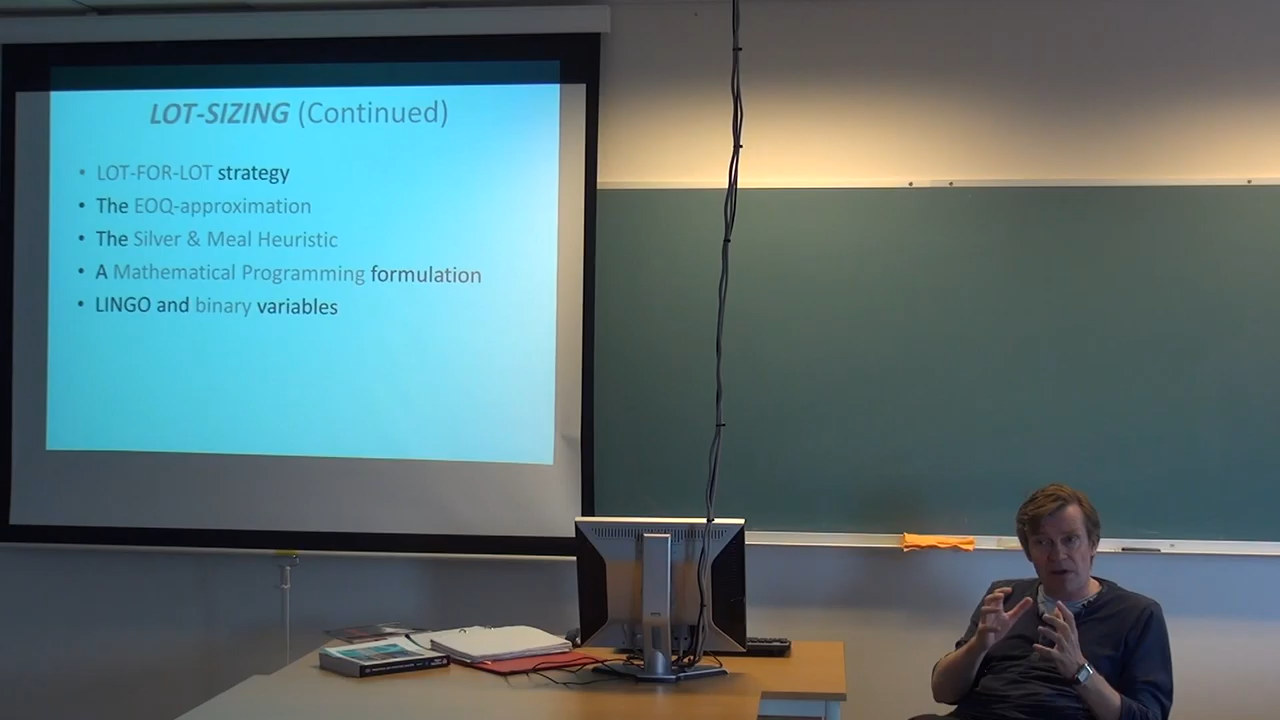 LOT-SIZING (Continued)
• LOT-FOR-LOT strategy
• The EOQ-approximation
• The Silver & Meal Heuristic
• A Mathematical Programming formulation
• LINGO and binary variables